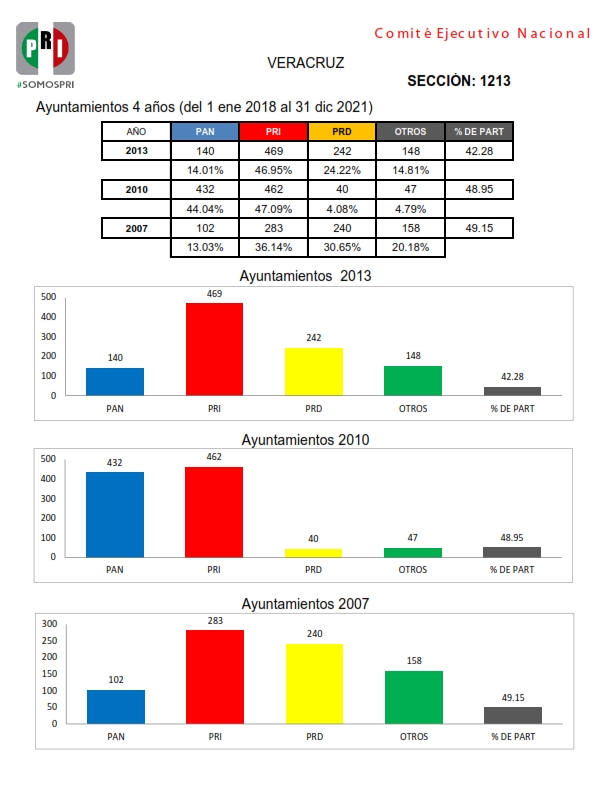 Comité Ejecutivo Nacional
PRI
#SOMOSPRI
VERACRUZ
SECCIÓN: 1213
Ayuntamientos 4 años (del 1 ene 2018 al 31 dic 2021)
AÑO PAN PRI PRD OTROS % DE PART
2013 140 469 242 148 42.28
14.01% 46.95% 24.22% 14.81%
2010 432 462 40 47 48.95
44.04% 47.09% 4.08% 4.79%
2007 102 283 240 158 49.15
13.03% 36.14% 30.65% 20.18%
Ayuntamientos 2013
500
469
400
300
242
200
140
148
100
42.28
0
PAN PRI PRD OTROS % DE PART
Ayuntamientos 2010
500
432
462
400
300
200
100
40
47
48.95
0
PAN PRI PRD OTROS % DE PART
Ayuntamientos 2007
300
283
250
240
200
158
150
102
100
49.15
50
0
PAN PRI PRD OTROS % DE PART